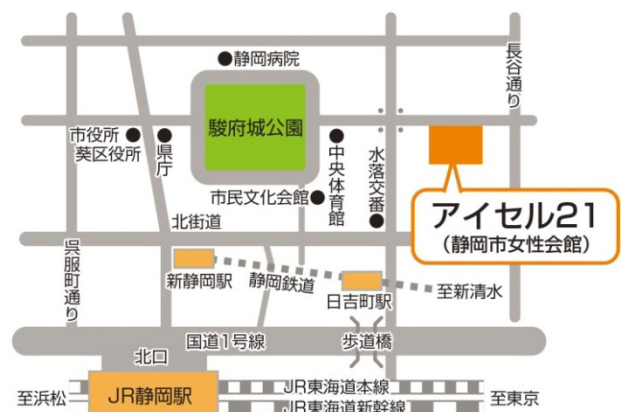 静岡病院
長谷通り
駿府城公園
市役所
葵区役所
県庁
中央体育館
水落交番
市民文化会館
アイセル21
(静岡市女性会館)
北街道
呉服町通り
新静岡駅
静岡鉄道
日吉町駅
至新清水
国道1号線
歩道橋
北口
至浜松
JR静岡駅
JR東海道本線
JR東海道新幹線
至東京